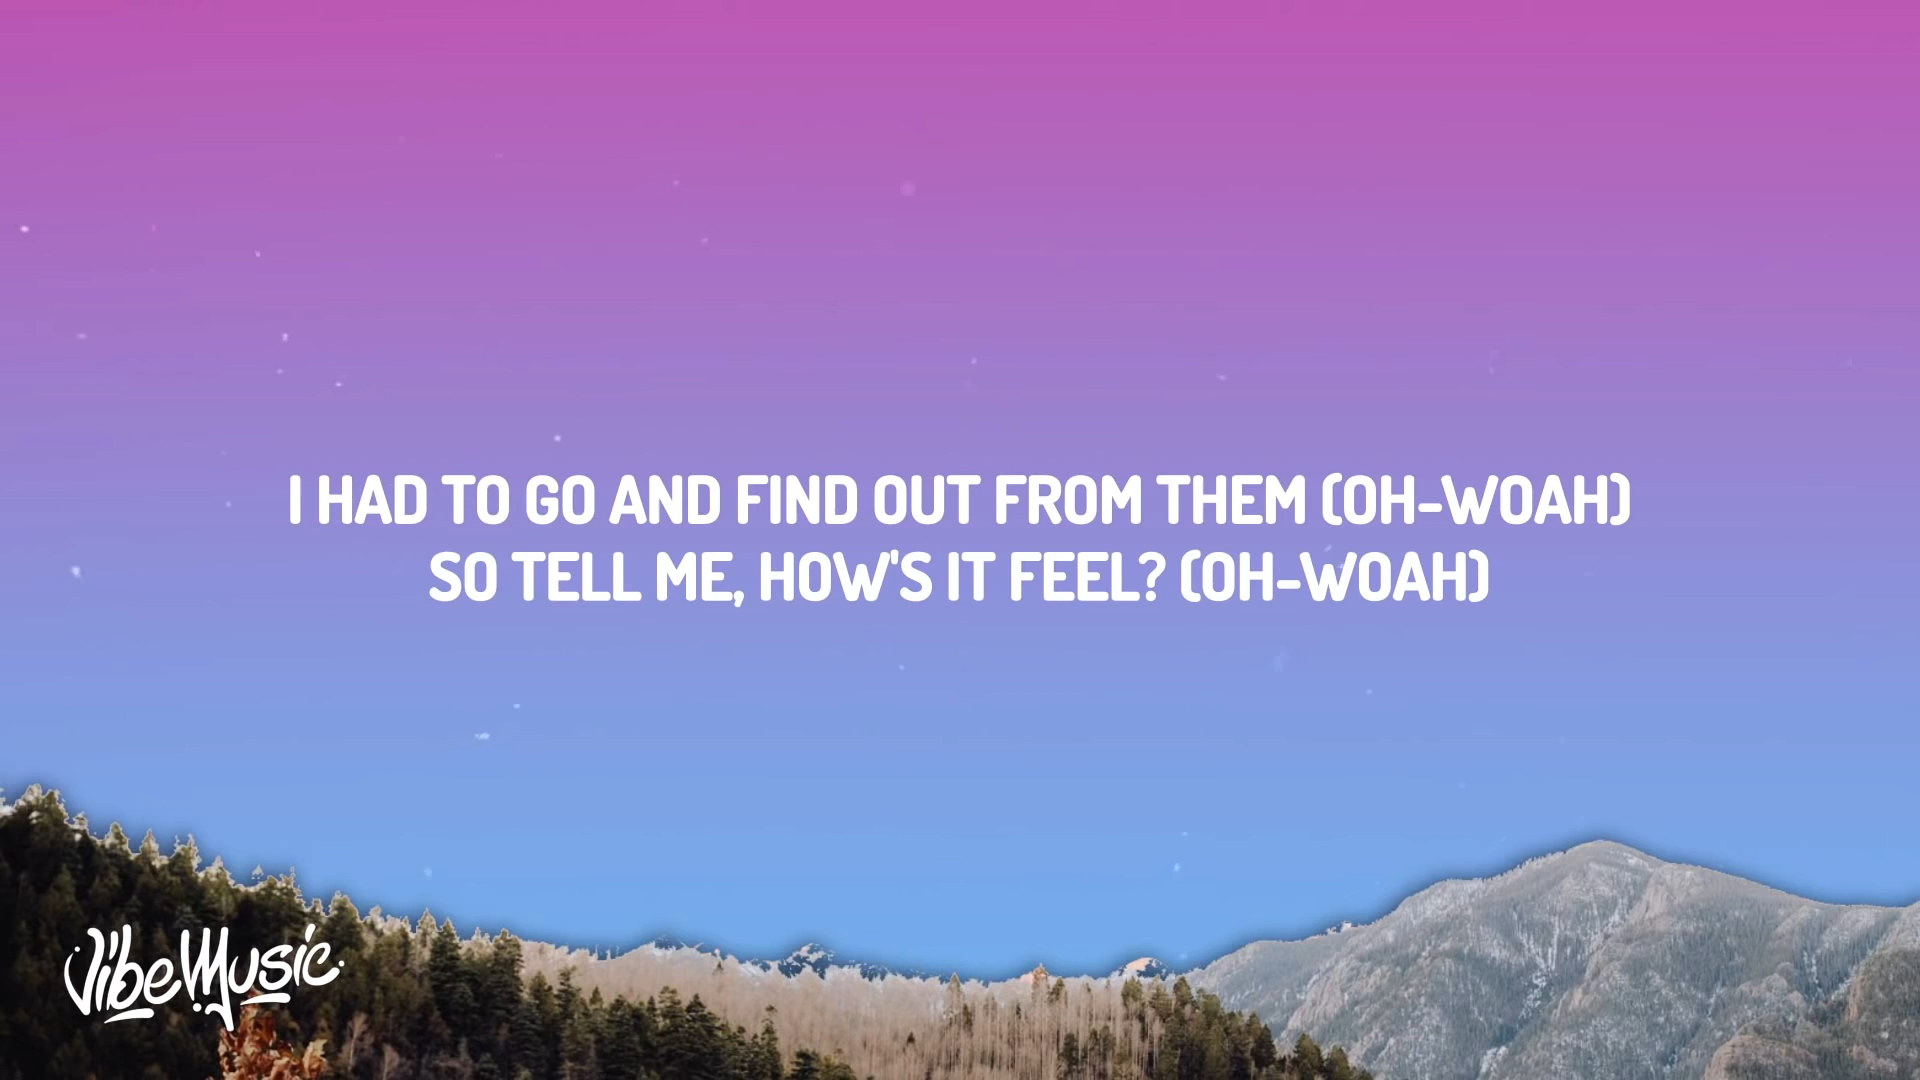 I HAD TO GO AND FIND OUT FROM THEM (OH-WOAH)
SO TELL ME, HOW'S IT FEEL? (OH-WOAH)
VibeMusic